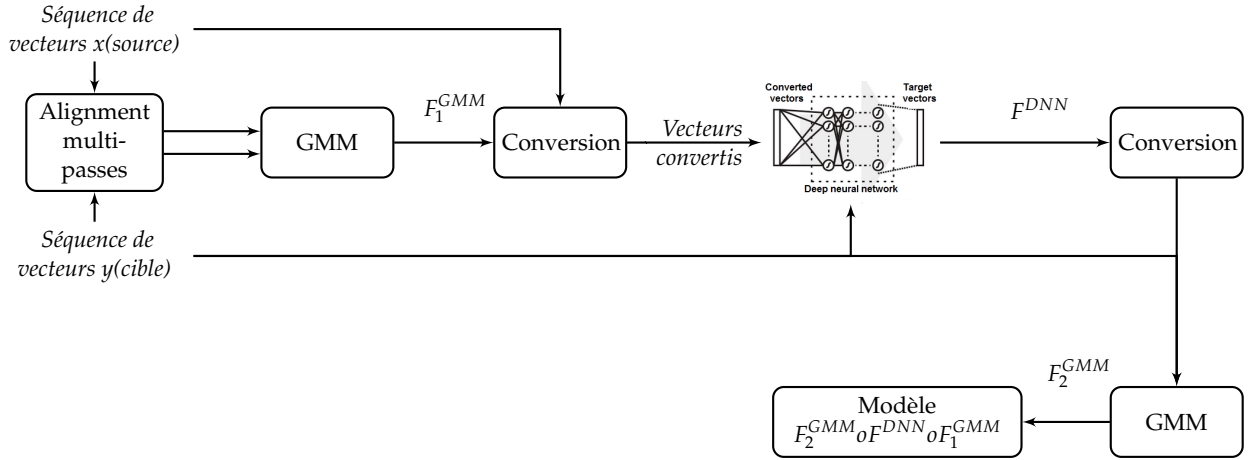 Séquence de
vecteurs x(source)
Alignment
multi-
passes
GMM
F_1^{GMM}
Conversion
Vecteurs
convertis
Converted
vectors
Target
vectors
Deep neural network
F^{DNN}
Conversion
Séquence de
vecteurs y(cible)
F_2^{GMM}
GMM
Modèle
F_2^{GMM}oF^{DNN}oF_1^{GMM}